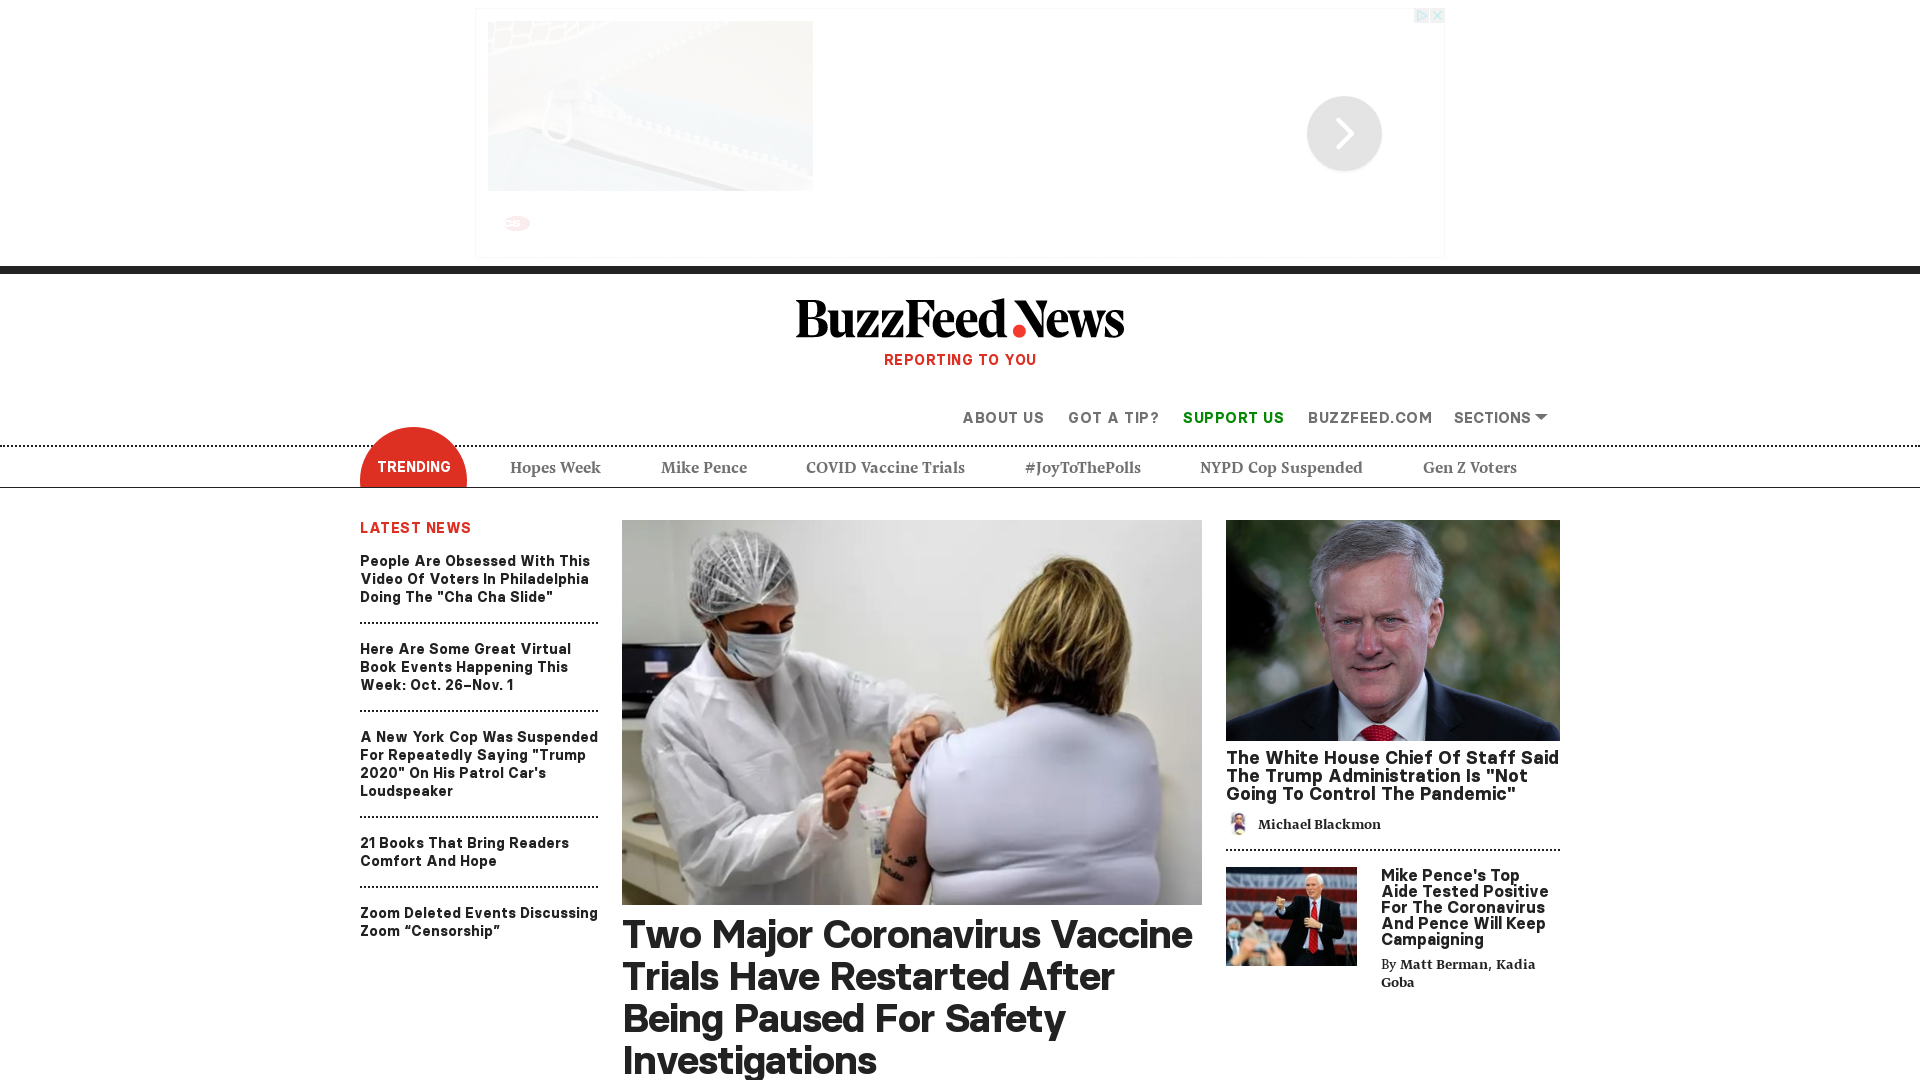 BuzzFeed News
REPORTING TO YOU
ABOUT US
GOT A TIP?
SUPPORT US
BUZZFEED.COM
SECTIONS
TRENDING
Hopes Week
Mike Pence
COVID Vaccine Trials
#JoyToThePolls
NYPD Cop Suspended
Gen Z Voters
LATEST NEWS
People Are Obsessed With This
Video Of Voters In Philadelphia
Doing The "Cha Cha Slide"
Here Are Some Great Virtual
Book Events Happening This
Week: Oct. 26–Nov. 1
A New York Cop Was Suspended
For Repeatedly Saying "Trump
2020" On His Patrol Car's
Loudspeaker
21 Books That Bring Readers
Comfort And Hope
Zoom Deleted Events Discussing
Zoom “Censorship”
Two Major Coronavirus Vaccine
Trials Have Restarted After
Being Paused For Safety
Investigations
The White House Chief Of Staff Said
The Trump Administration Is "Not
Going To Control The Pandemic"
Michael Blackmon
Mike Pence's Top
Aide Tested Positive
For The Coronavirus
And Pence Will Keep
Campaigning
By Matt Berman, Kadia
Goba